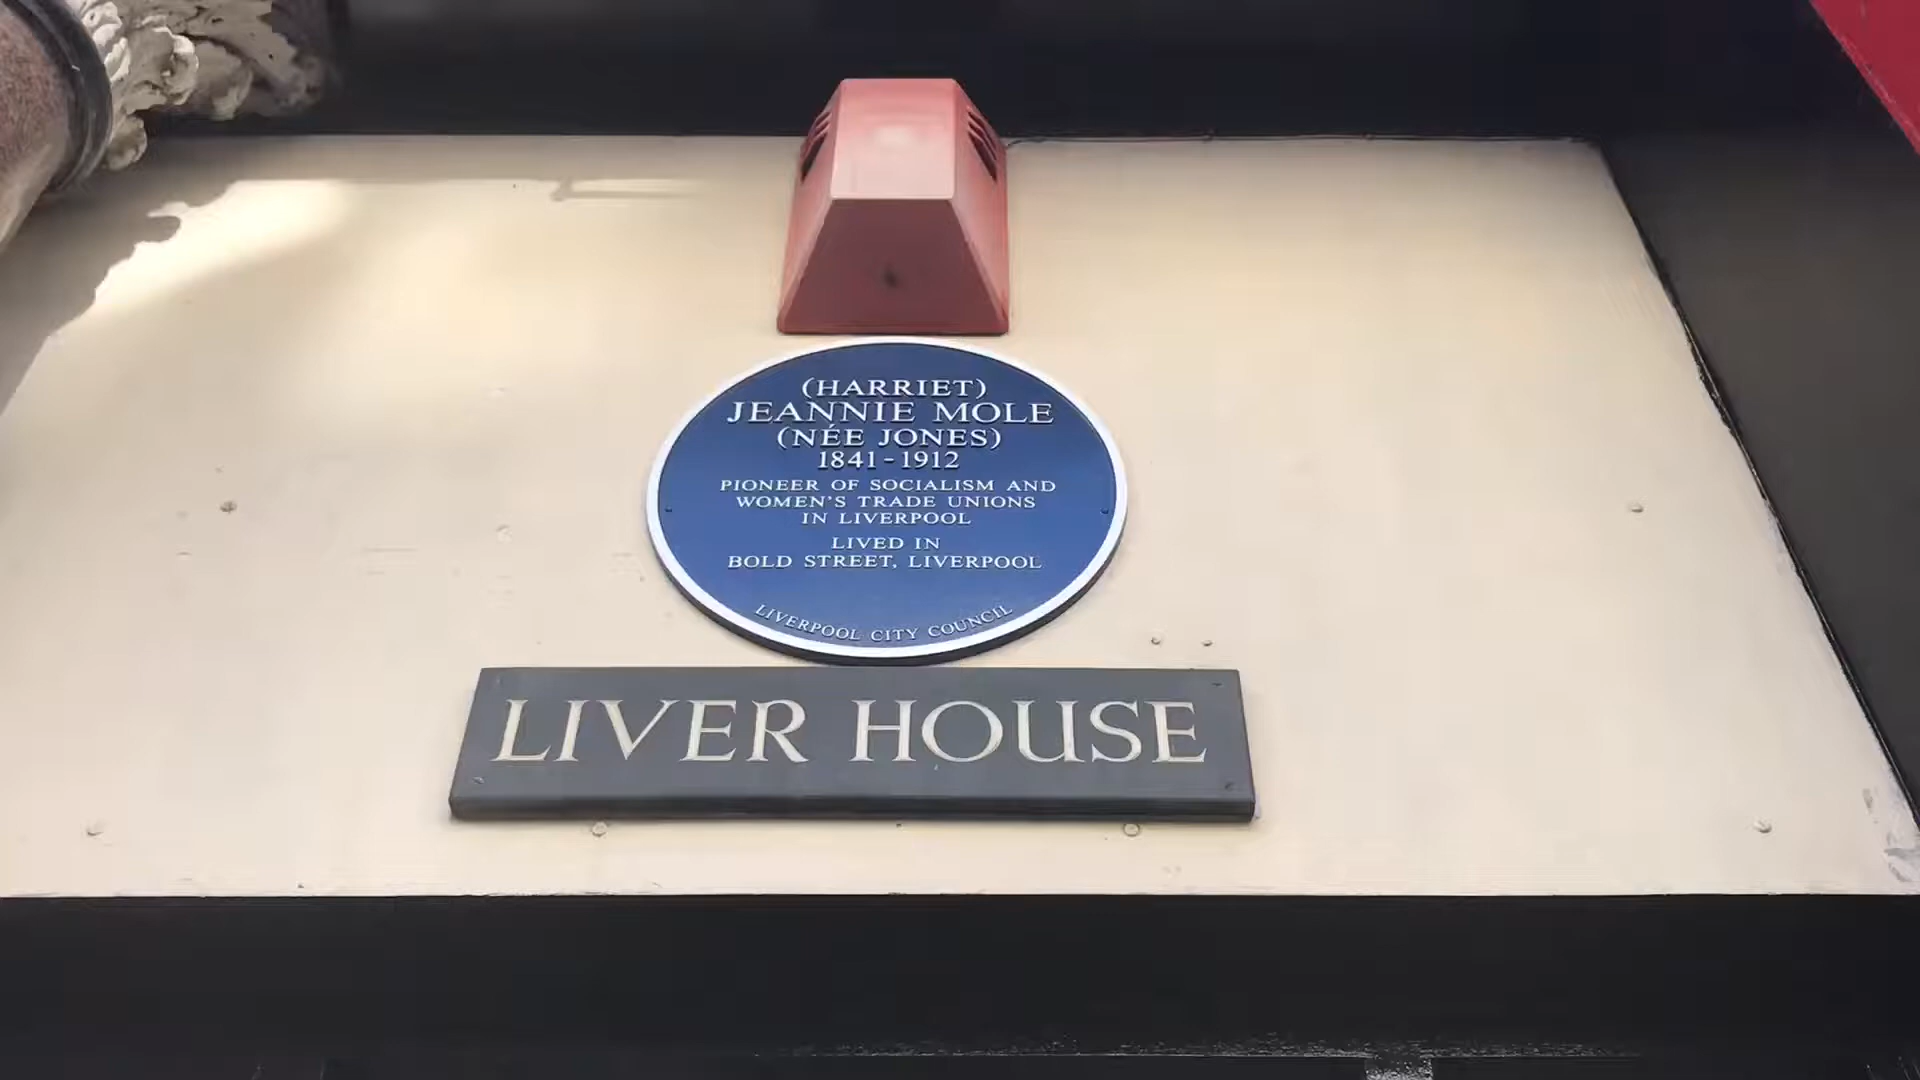 (HARRIET)
JEANNIE MOLE
(NÉE JONES)
1841-1912
PIONEER OF SOCIALISM AND
WOMEN'S TRADE UNIONS
IN LIVERPOOL
LIVED IN
BOLD STREET, LIVERPOOL
LIVERPOOL CITY COUNCIL
LIVER HOUSE